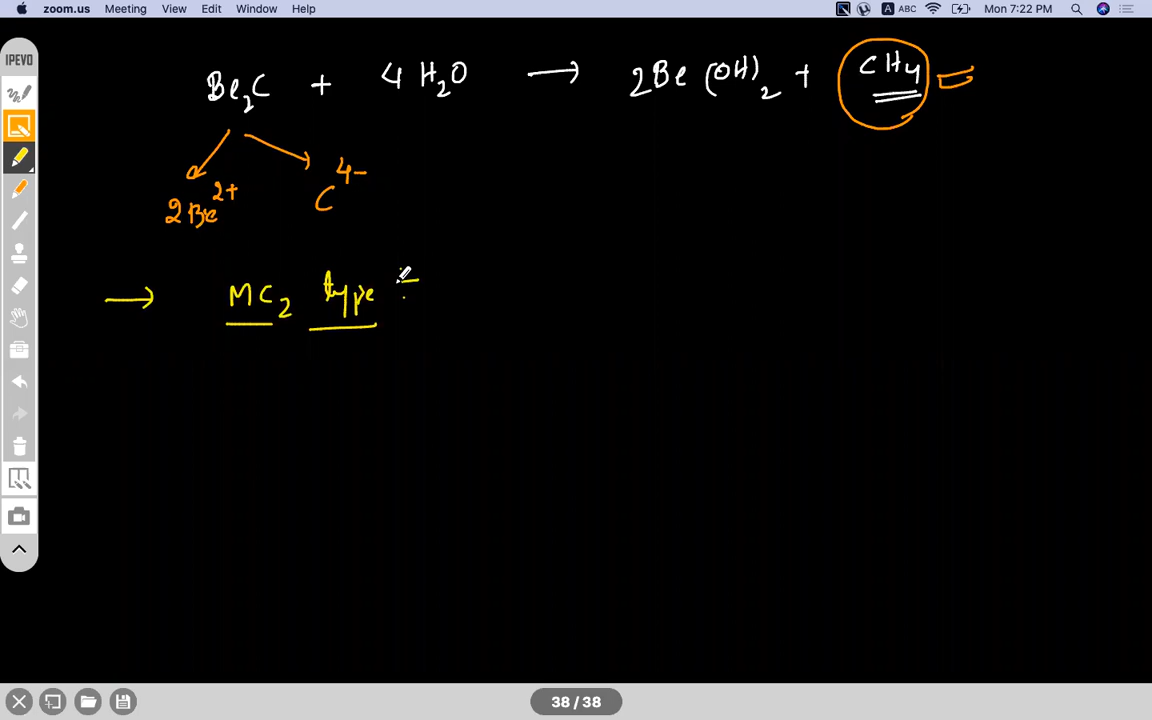 zoom.us Meeting View Edit Window Help A ABC Mon 7:22 PM
IPEVO
Be₂C + 4 H₂O → 2Be(OH)₂ + CH₄
2Be²⁺ C⁴⁻
→ MC₂ type :-
38 / 38